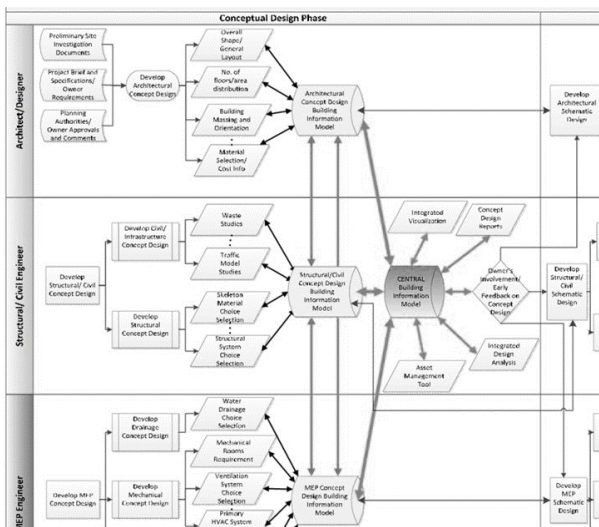 Conceptual Design Phase
Architect/Designer
Preliminary Site
Investigation
Documents
Project Brief and
Specifications/
Owner
Requirements
Planning
Authorities/
Owner Approvals
and Comments
Develop
Architectural
Concept Design
Overall
Shape/
General
Layout
No. of
floors/area
distribution
Building
Massing and
Orientation
Material
Selection/
Cost Info
Architectural
Concept Design
Building
Information
Model
Develop
Architectural
Schematic
Design
Structural/ Civil Engineer
Develop
Structural/ Civil
Concept Design
Develop Civil/
Infrastructure
Concept Design
Develop
Structural
Concept Design
Waste
Studies
Traffic
Model
Studies
Skeleton
Material
Choice
Selection
Structural
System
Choice
Selection
Structural/Civil
Concept Design
Building
Information
Model
CENTRAL
Building
Information
Model
Integrated
Visualization
Concept
Design
Reports
Owner's
Involvement/
Early
Feedback on
Concept
Design
Integrated
Design
Analysis
Asset
Management
Tool
Develop
Structural/
Civil
Schematic
Design
MEP Engineer
Develop MEP
Concept Design
Develop
Drainage
Concept Design
Develop
Mechanical
Concept Design
Water
Drainage
Choice
Selection
Mechanical
Rooms
Requirement
Ventilation
System
Choice
Selection
Primary
HVAC System
MEP Concept
Design Building
Information
Model
Develop
MEP
Schematic
Design